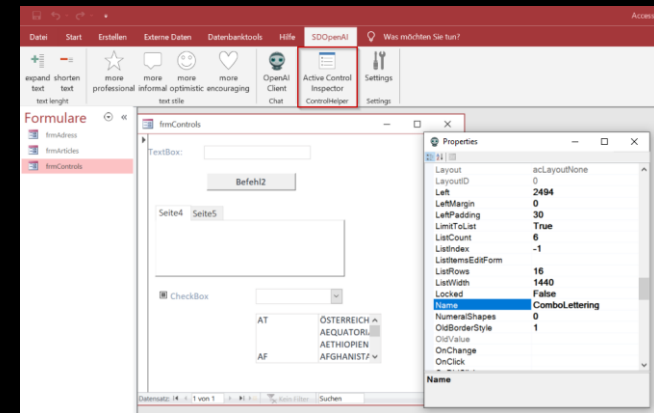 Access
Datei Start Erstellen Externe Daten Datenbanktools Hilfe SDOpenAI Was möchten Sie tun?
expand shorten more more more more OpenAI Active Control Settings
text text professional informal optimistic encouraging Client Inspector
text lenght text stile Chat ControlHelper Settings
Formulare
frmAdress
frmArticles
frmControls
frmControls
TextBox:
Befehl2
Seite4 Seite5
CheckBox
AT ÖSTERREICH
AEQUATORI
AETHIOPIEN
AF AFGHANISTA
Datensatz: 1 von 1 Kein Filter Suchen
Properties
Layout acLayoutNone
LayoutID 0
Left 2494
LeftMargin 0
LeftPadding 30
LimitToList True
ListCount 6
ListIndex -1
ListItemsEditForm
ListRows 16
ListWidth 1440
Locked False
Name ComboLettering
NumeralShapes 0
OldBorderStyle 1
OldValue
OnChange
OnClick
Name